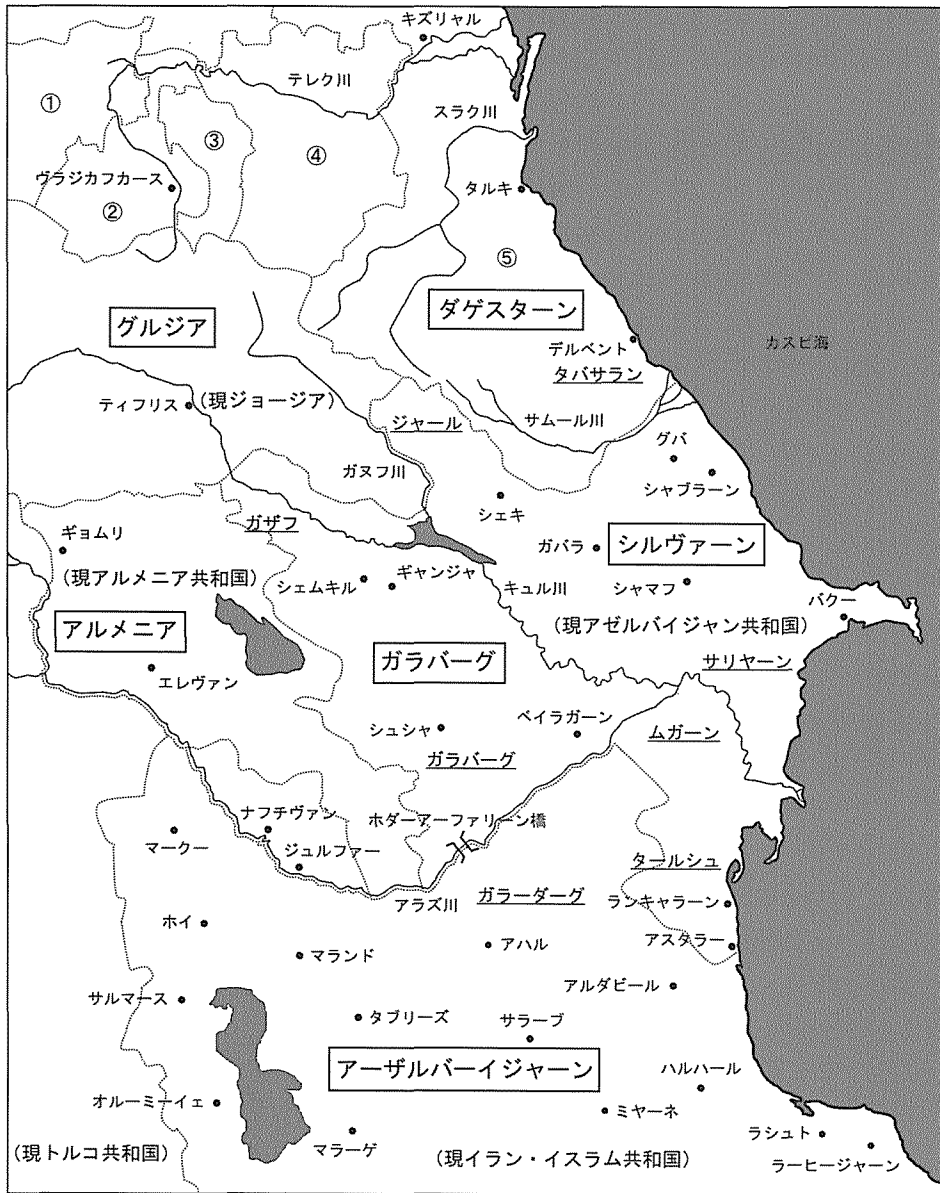 キズリャル
テレク川
①
スラク川
③
④
ヴラジカフカース
タルキ
②
⑤
ダゲスターン
グルジア
カスピ海
デルベント
タバサラン
ティフリス
(現ジョージア)
ジャール
サムール川
グバ
ガヌフ川
シャブラーン
シェキ
ガザフ
ギョムリ
ガバラ
シルヴァーン
(現アルメニア共和国)
シェムキル
ギャンジャ
キュル川
シャマフ
バクー
アルメニア
(現アゼルバイジャン共和国)
ガラバーグ
サリヤーン
エレヴァン
シュシャ
ベイラガーン
ムガーン
ガラバーグ
ナフチヴァン
ホダーアーファリーン橋
マークー
ジュルファー
タールシュ
アラズ川
ガラーダーグ
ランキャラーン
ホイ
アハル
アスタラー
マランド
アルダビール
サルマース
タブリーズ
サラーブ
アーザルバーイジャーン
ハルハール
オルーミーイェ
ミヤーネ
マラーゲ
ラシュト
(現トルコ共和国)
(現イラン・イスラム共和国)
ラーヒージャーン